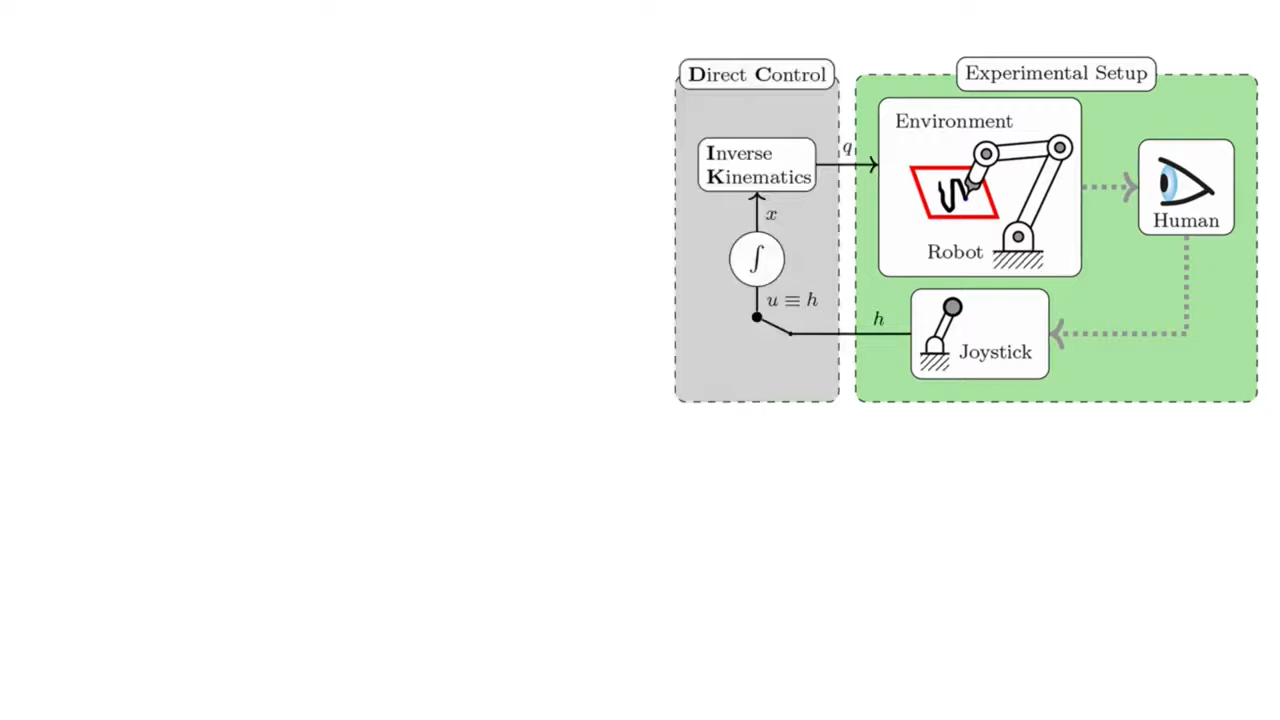 Direct Control
Experimental Setup
Environment
Inverse
Kinematics
q
x
Human
Robot
∫
u ≡ h
h
Joystick